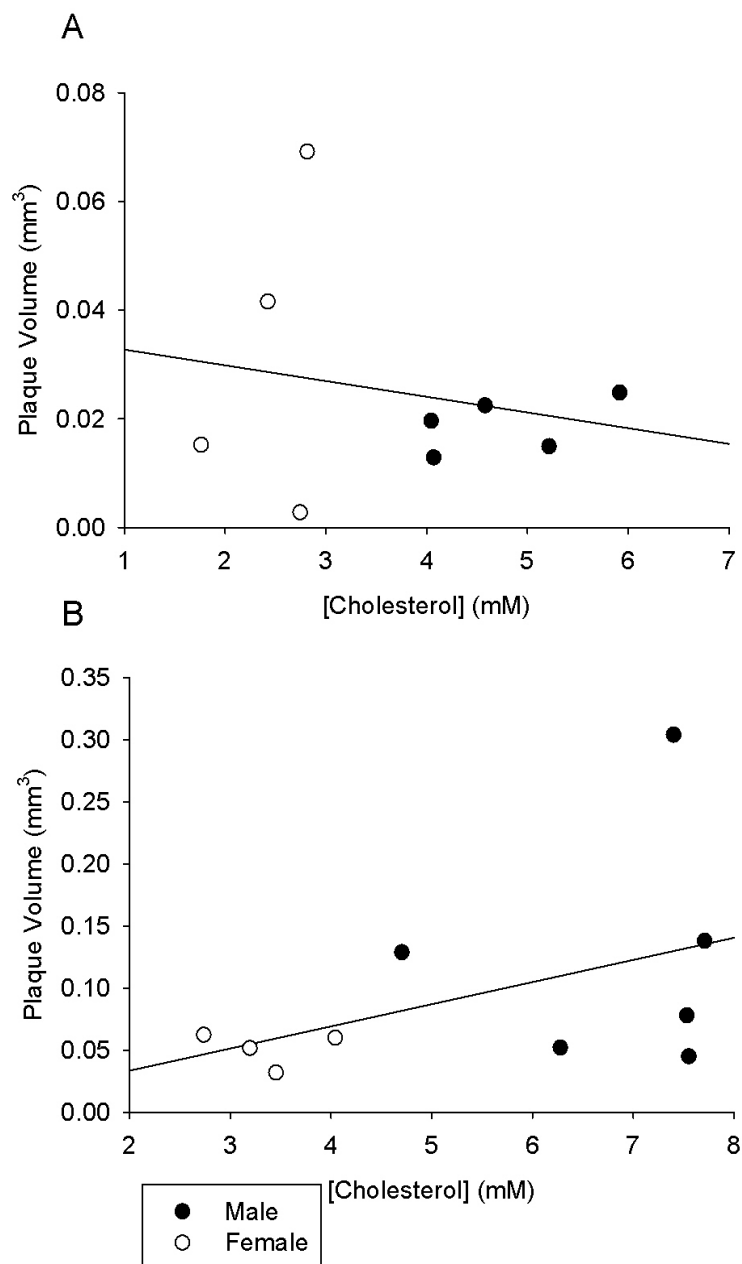 A
0.08
0.06
0.04
0.02
0.00
Plaque Volume (mm³)
1 2 3 4 5 6 7
[Cholesterol] (mM)
B
0.35
0.30
0.25
0.20
0.15
0.10
0.05
0.00
Plaque Volume (mm³)
2 3 4 5 6 7 8
[Cholesterol] (mM)
Male
Female